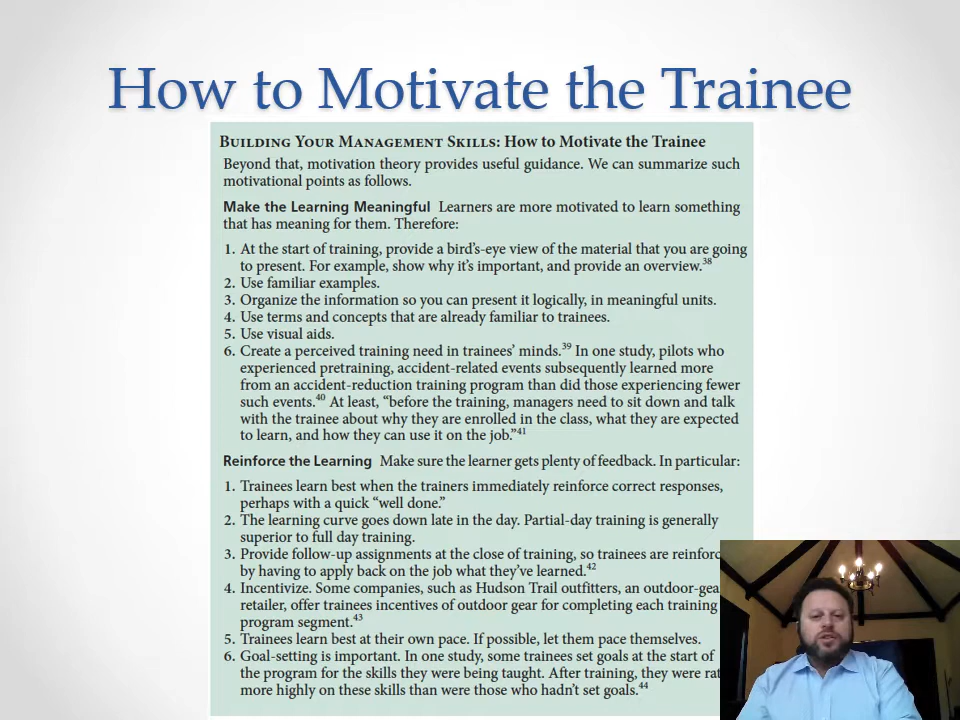 How to Motivate the Trainee
BUILDING YOUR MANAGEMENT SKILLS: How to Motivate the Trainee
Beyond that, motivation theory provides useful guidance. We can summarize such
motivational points as follows.
Make the Learning Meaningful Learners are more motivated to learn something
that has meaning for them. Therefore:
1. At the start of training, provide a bird's-eye view of the material that you are going
to present. For example, show why it's important, and provide an overview.38
2. Use familiar examples.
3. Organize the information so you can present it logically, in meaningful units.
4. Use terms and concepts that are already familiar to trainees.
5. Use visual aids.
6. Create a perceived training need in trainees' minds.39 In one study, pilots who
experienced pretraining, accident-related events subsequently learned more
from an accident-reduction training program than did those experiencing fewer
such events.40 At least, "before the training, managers need to sit down and talk
with the trainee about why they are enrolled in the class, what they are expected
to learn, and how they can use it on the job."41
Reinforce the Learning Make sure the learner gets plenty of feedback. In particular:
1. Trainees learn best when the trainers immediately reinforce correct responses,
perhaps with a quick "well done."
2. The learning curve goes down late in the day. Partial-day training is generally
superior to full day training.
3. Provide follow-up assignments at the close of training, so trainees are
by having to apply back on the job what they've learned.42
4. Incentivize. Some companies, such as Hudson Trail outfitters, an
retailer, offer trainees incentives of outdoor gear for completing each training
program segment.43
5. Trainees learn best at their own pace. If possible, let them pace themselves.
6. Goal-setting is important. In one study, some trainees set goals at the start of
the program for the skills they were being taught. After training, they were
more highly on these skills than were those who hadn't set goals.44